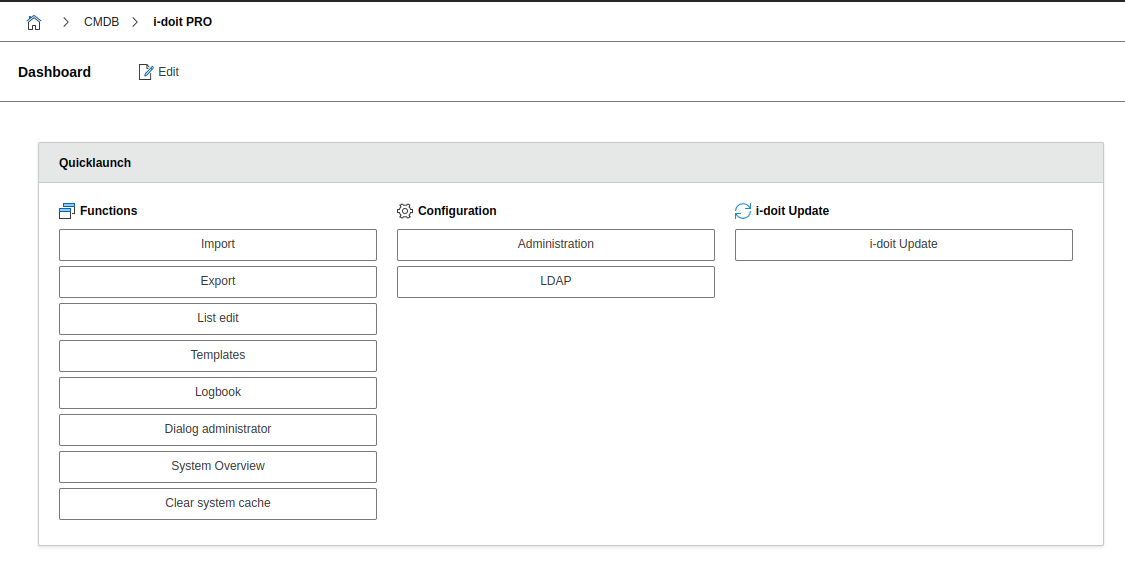 CMDB i-doit PRO
Dashboard Edit
Quicklaunch
Functions
Import
Export
List edit
Templates
Logbook
Dialog administrator
System Overview
Clear system cache
Configuration
Administration
LDAP
i-doit Update
i-doit Update